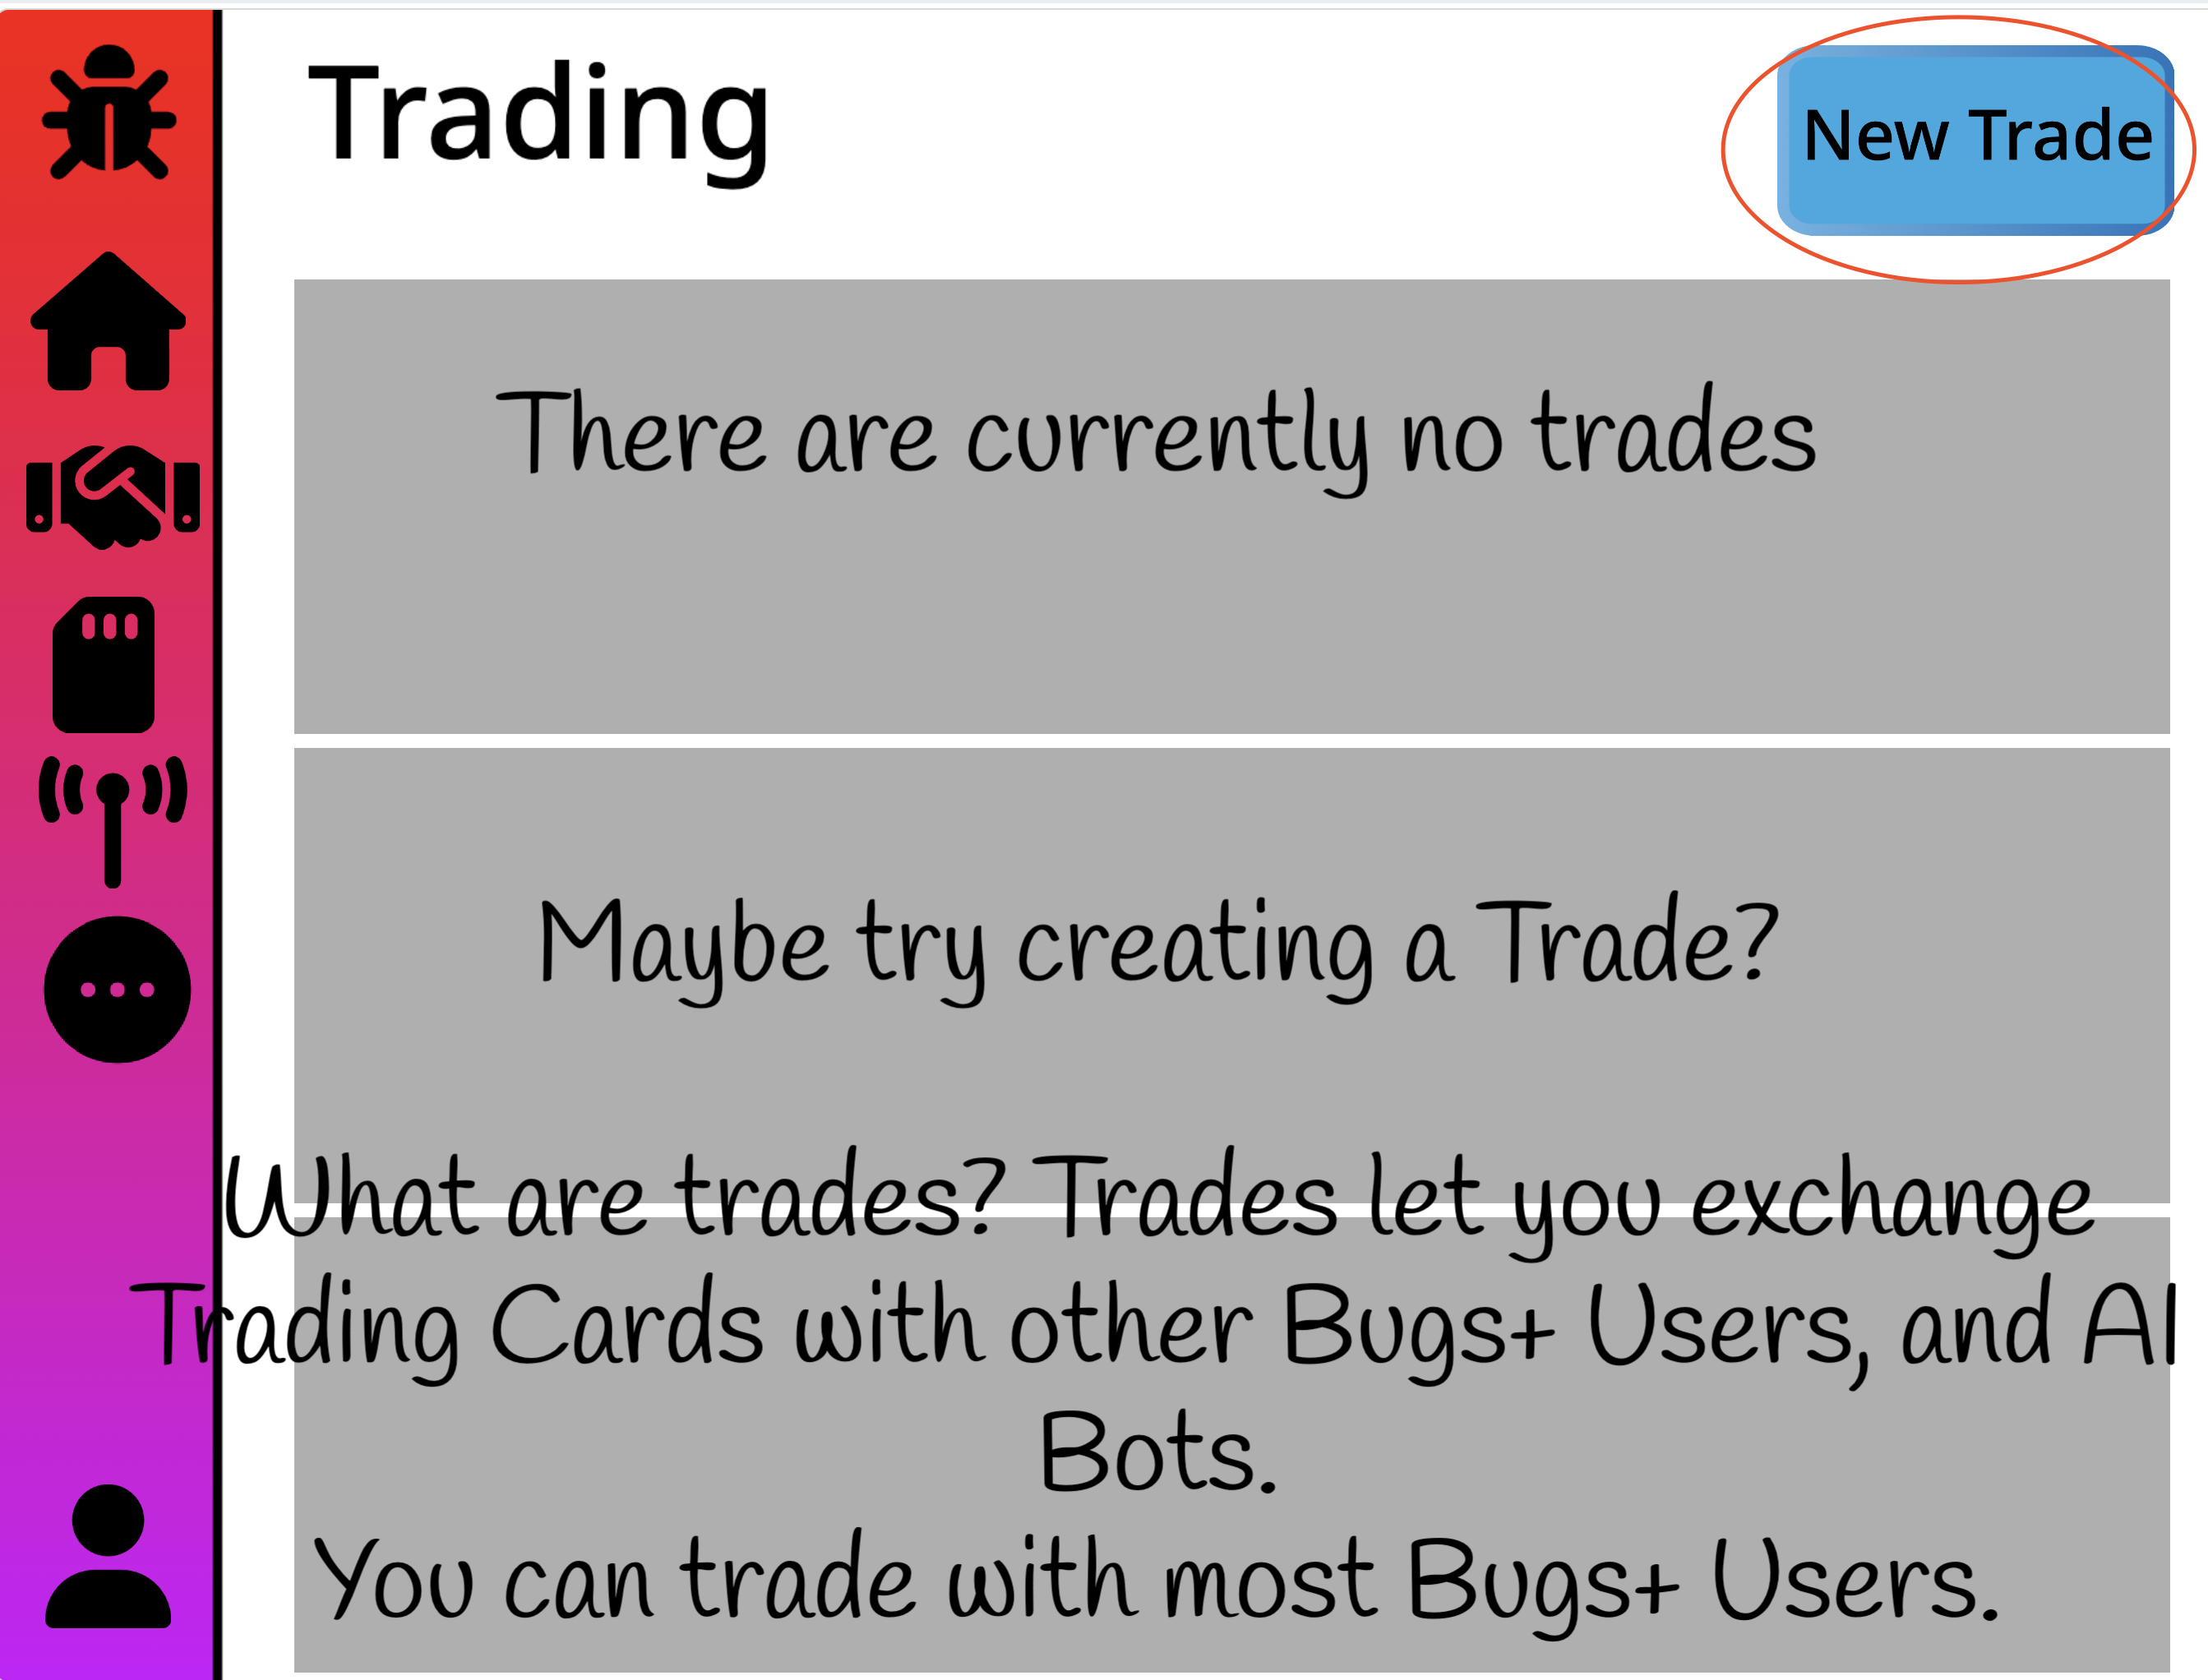 Trading
New Trade
There are currently no trades
Maybe try creating a Trade?
What are trades? Trades let you exchange
Trading Cards with other Bugs+ Users, and AI
Bots.
You can trade with most Bugs+ Users.